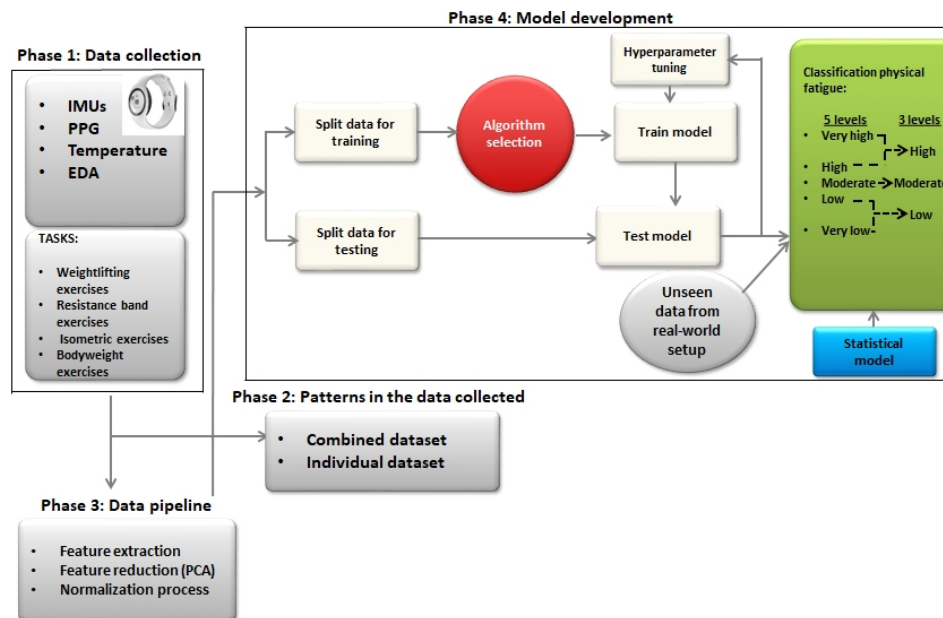 Phase 1: Data collection
• IMUs
• PPG
• Temperature
• EDA
TASKS:
• Weightlifting
exercises
• Resistance band
exercises
• Isometric exercises
• Bodyweight
exercises
Phase 2: Patterns in the data collected
• Combined dataset
• Individual dataset
Phase 3: Data pipeline
• Feature extraction
• Feature reduction (PCA)
• Normalization process
Phase 4: Model development
Split data for
training
Algorithm
selection
Hyperparameter
tuning
Train model
Split data for
testing
Test model
Unseen
data from
real-world
setup
Classification physical
fatigue:
5 levels 3 levels
• Very high
High
• High
• Moderate Moderate
• Low
Low
• Very low
Statistical
model